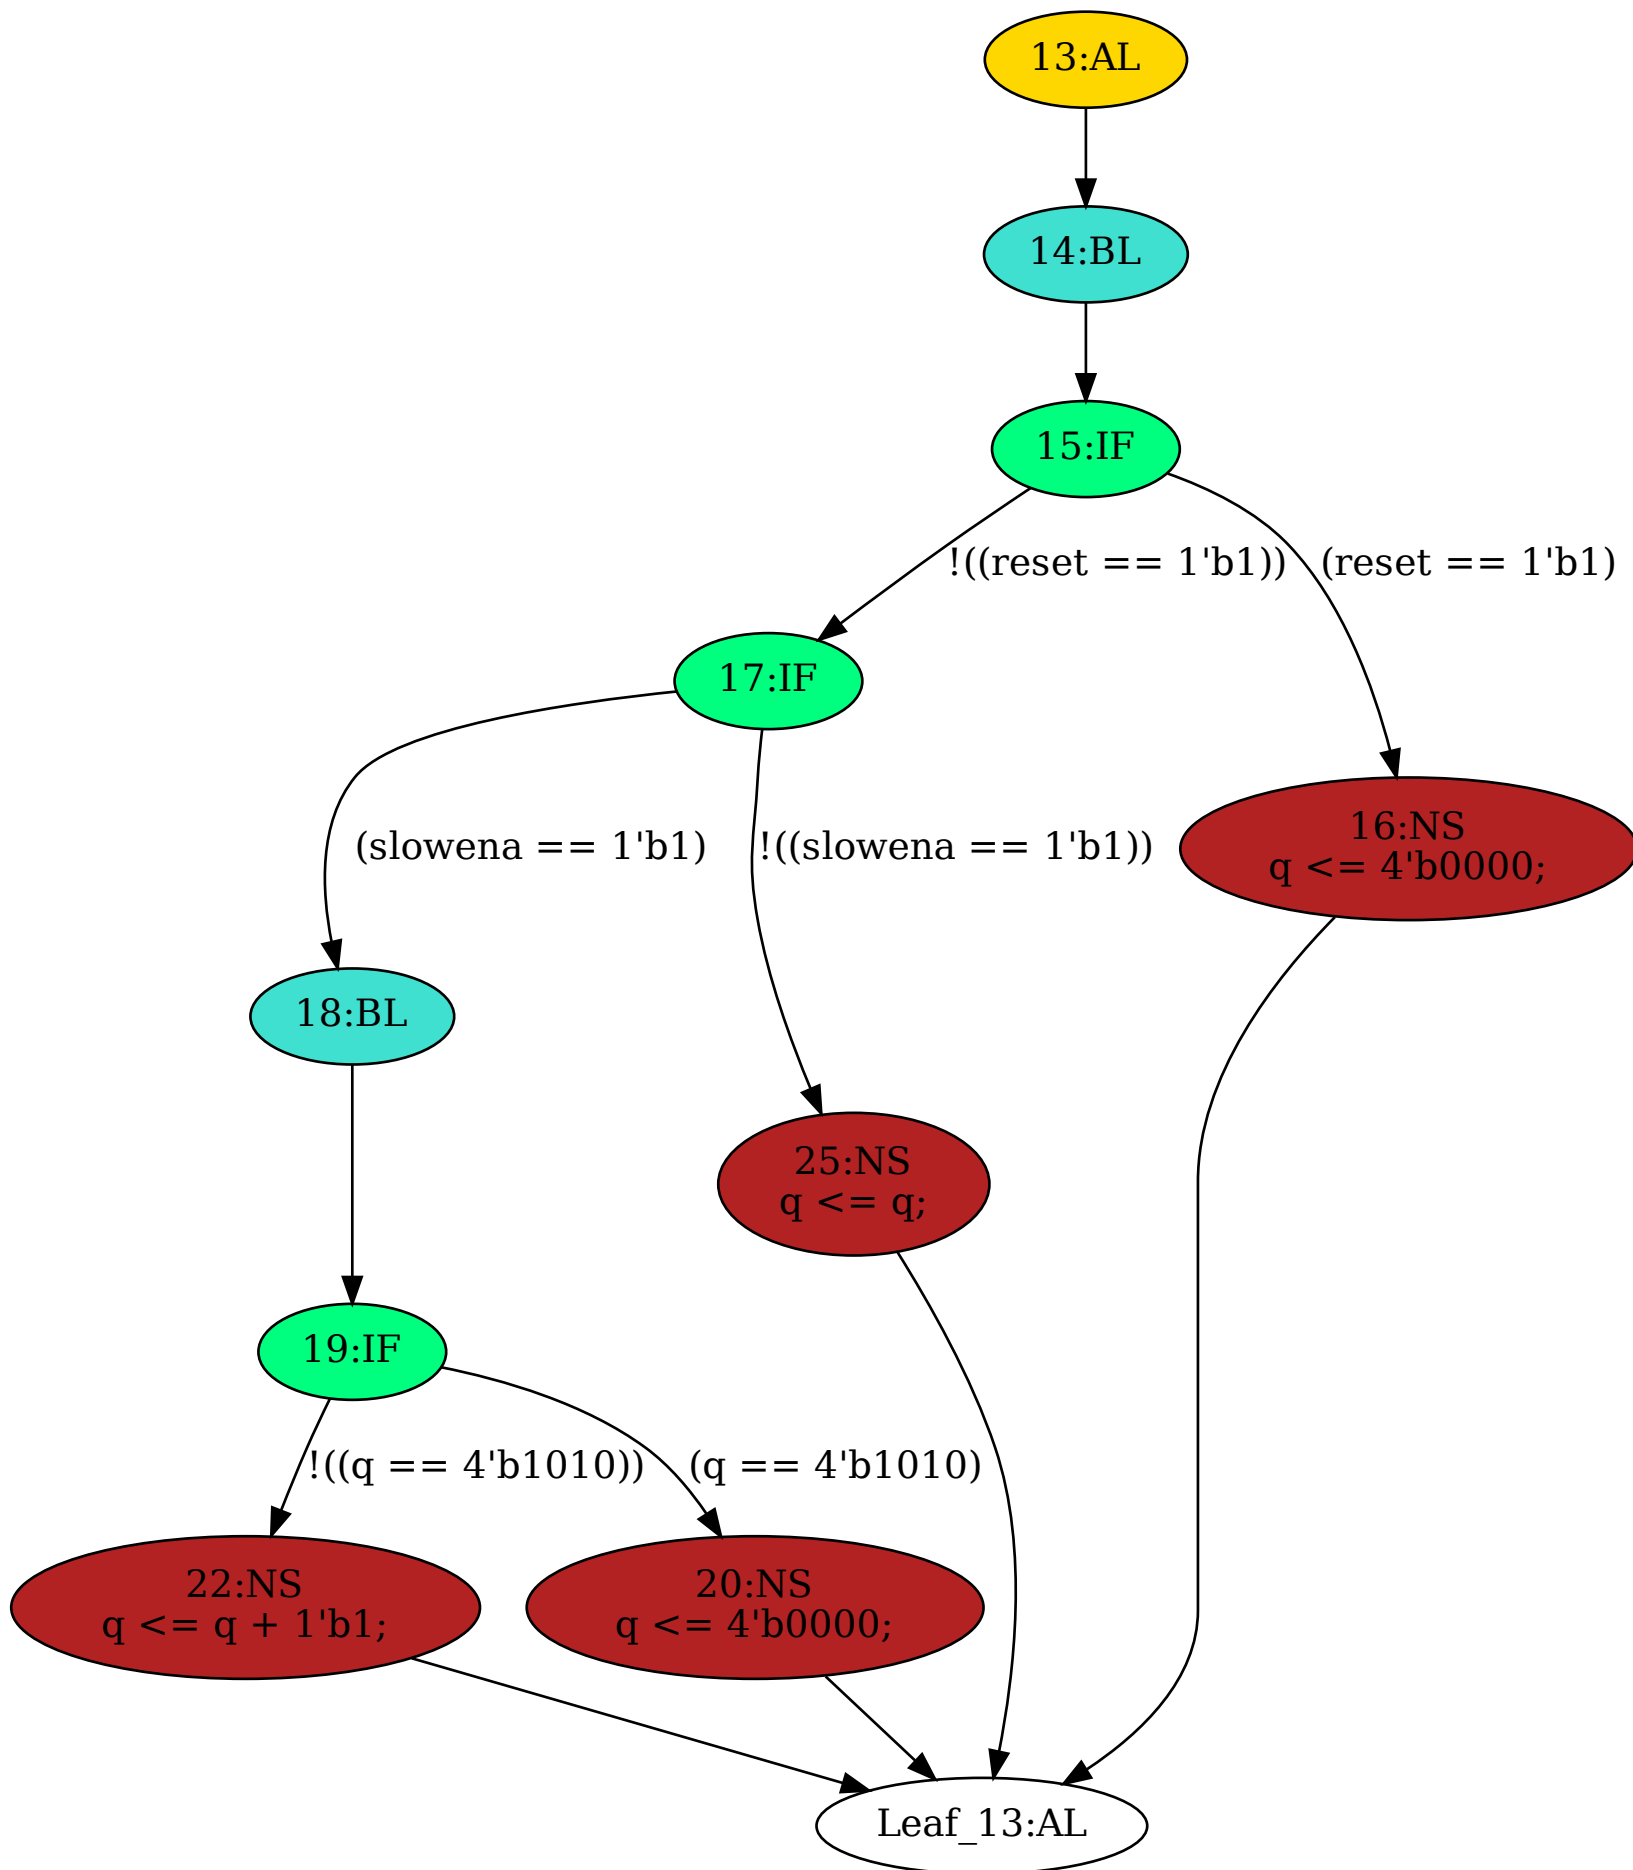 13:AL
14:BL
15:IF
!((reset == 1'b1))
(reset == 1'b1)
17:IF
16:NS
q <= 4'b0000;
(slowena == 1'b1)
!((slowena == 1'b1))
18:BL
25:NS
q <= q;
19:IF
!((q == 4'b1010))
(q == 4'b1010)
22:NS
q <= q + 1'b1;
20:NS
q <= 4'b0000;
Leaf_13:AL